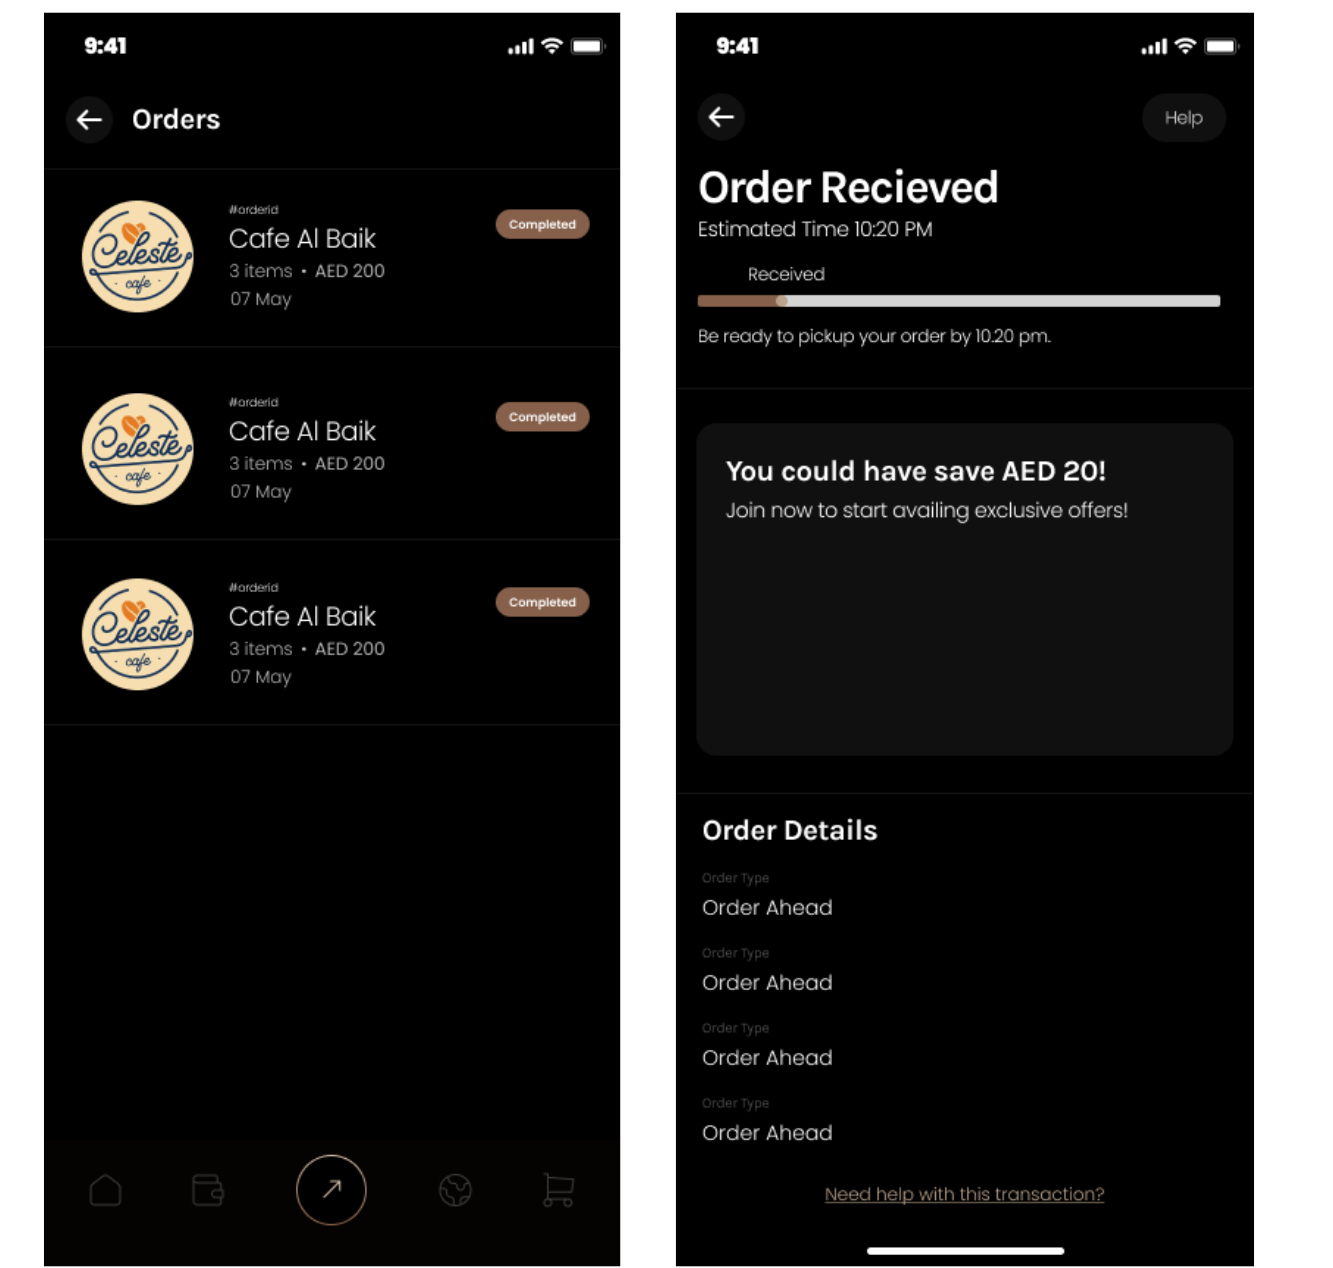 9:41
Orders
Celeste
cafe
#orderid
Cafe Al Baik
3 items • AED 200
07 May
Completed
Celeste
cafe
#orderid
Cafe Al Baik
3 items • AED 200
07 May
Completed
Celeste
cafe
#orderid
Cafe Al Baik
3 items • AED 200
07 May
Completed
9:41
Help
Order Recieved
Estimated Time 10:20 PM
Received
Be ready to pickup your order by 10.20 pm.
You could have save AED 20!
Join now to start availing exclusive offers!
Order Details
Order Type
Order Ahead
Order Type
Order Ahead
Order Type
Order Ahead
Order Type
Order Ahead
Need help with this transaction?